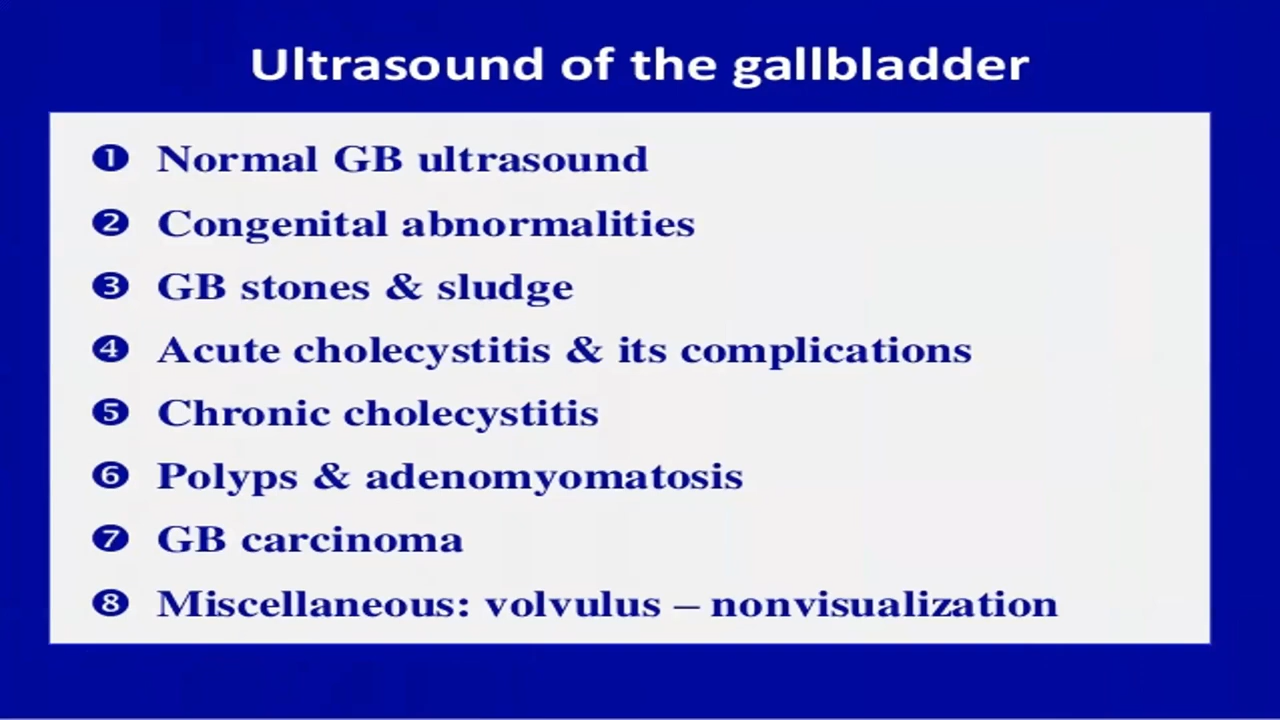 Ultrasound of the gallbladder
❶ Normal GB ultrasound
❷ Congenital abnormalities
❸ GB stones & sludge
❹ Acute cholecystitis & its complications
❺ Chronic cholecystitis
❻ Polyps & adenomyomatosis
❼ GB carcinoma
❽ Miscellaneous: volvulus – nonvisualization